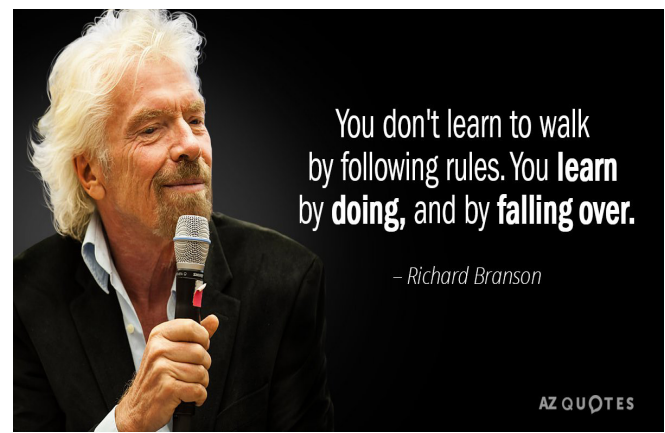 You don't learn to walk
by following rules. You learn
by doing, and by falling over.
– Richard Branson
AZ QUOTES